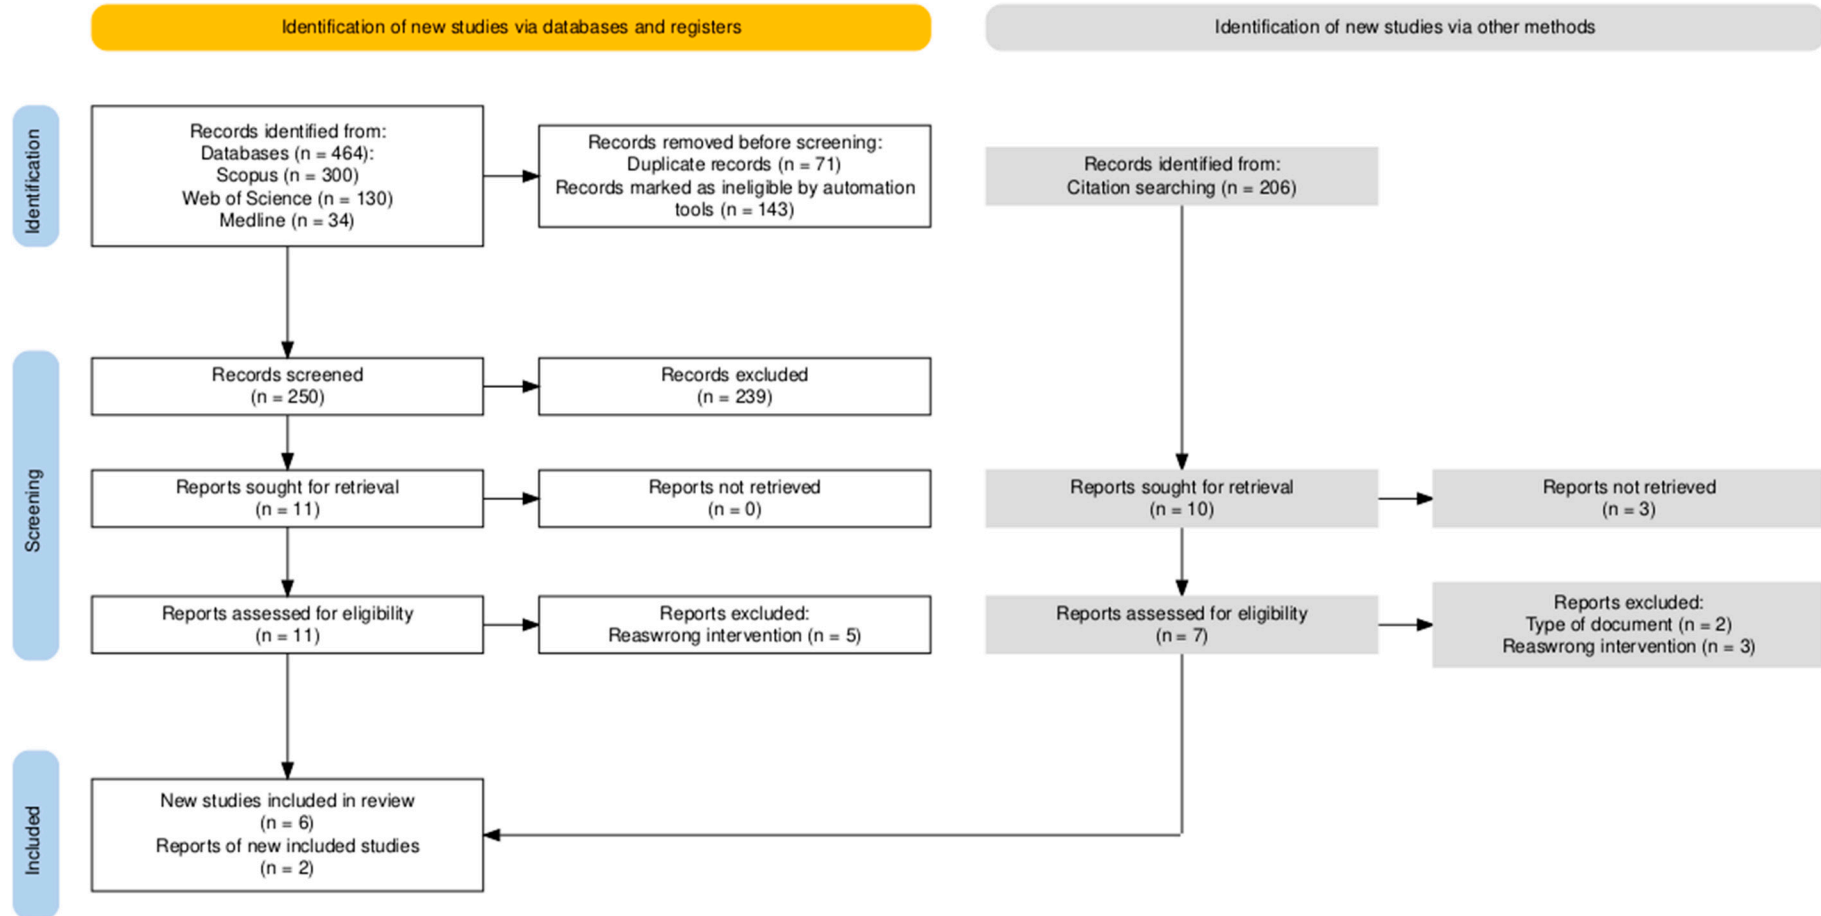 Identification of new studies via databases and registers
Identification of new studies via other methods
Identification
Records identified from:
Databases (n = 464):
Scopus (n = 300)
Web of Science (n = 130)
Medline (n = 34)
Records removed before screening:
Duplicate records (n = 71)
Records marked as ineligible by automation
tools (n = 143)
Records identified from:
Citation searching (n = 206)
Screening
Records screened
(n = 250)
Records excluded
(n = 239)
Reports sought for retrieval
(n = 11)
Reports not retrieved
(n = 0)
Reports sought for retrieval
(n = 10)
Reports not retrieved
(n = 3)
Reports assessed for eligibility
(n = 11)
Reports excluded:
Reaswrong intervention (n = 5)
Reports assessed for eligibility
(n = 7)
Reports excluded:
Type of document (n = 2)
Reaswrong intervention (n = 3)
Included
New studies included in review
(n = 6)
Reports of new included studies
(n = 2)